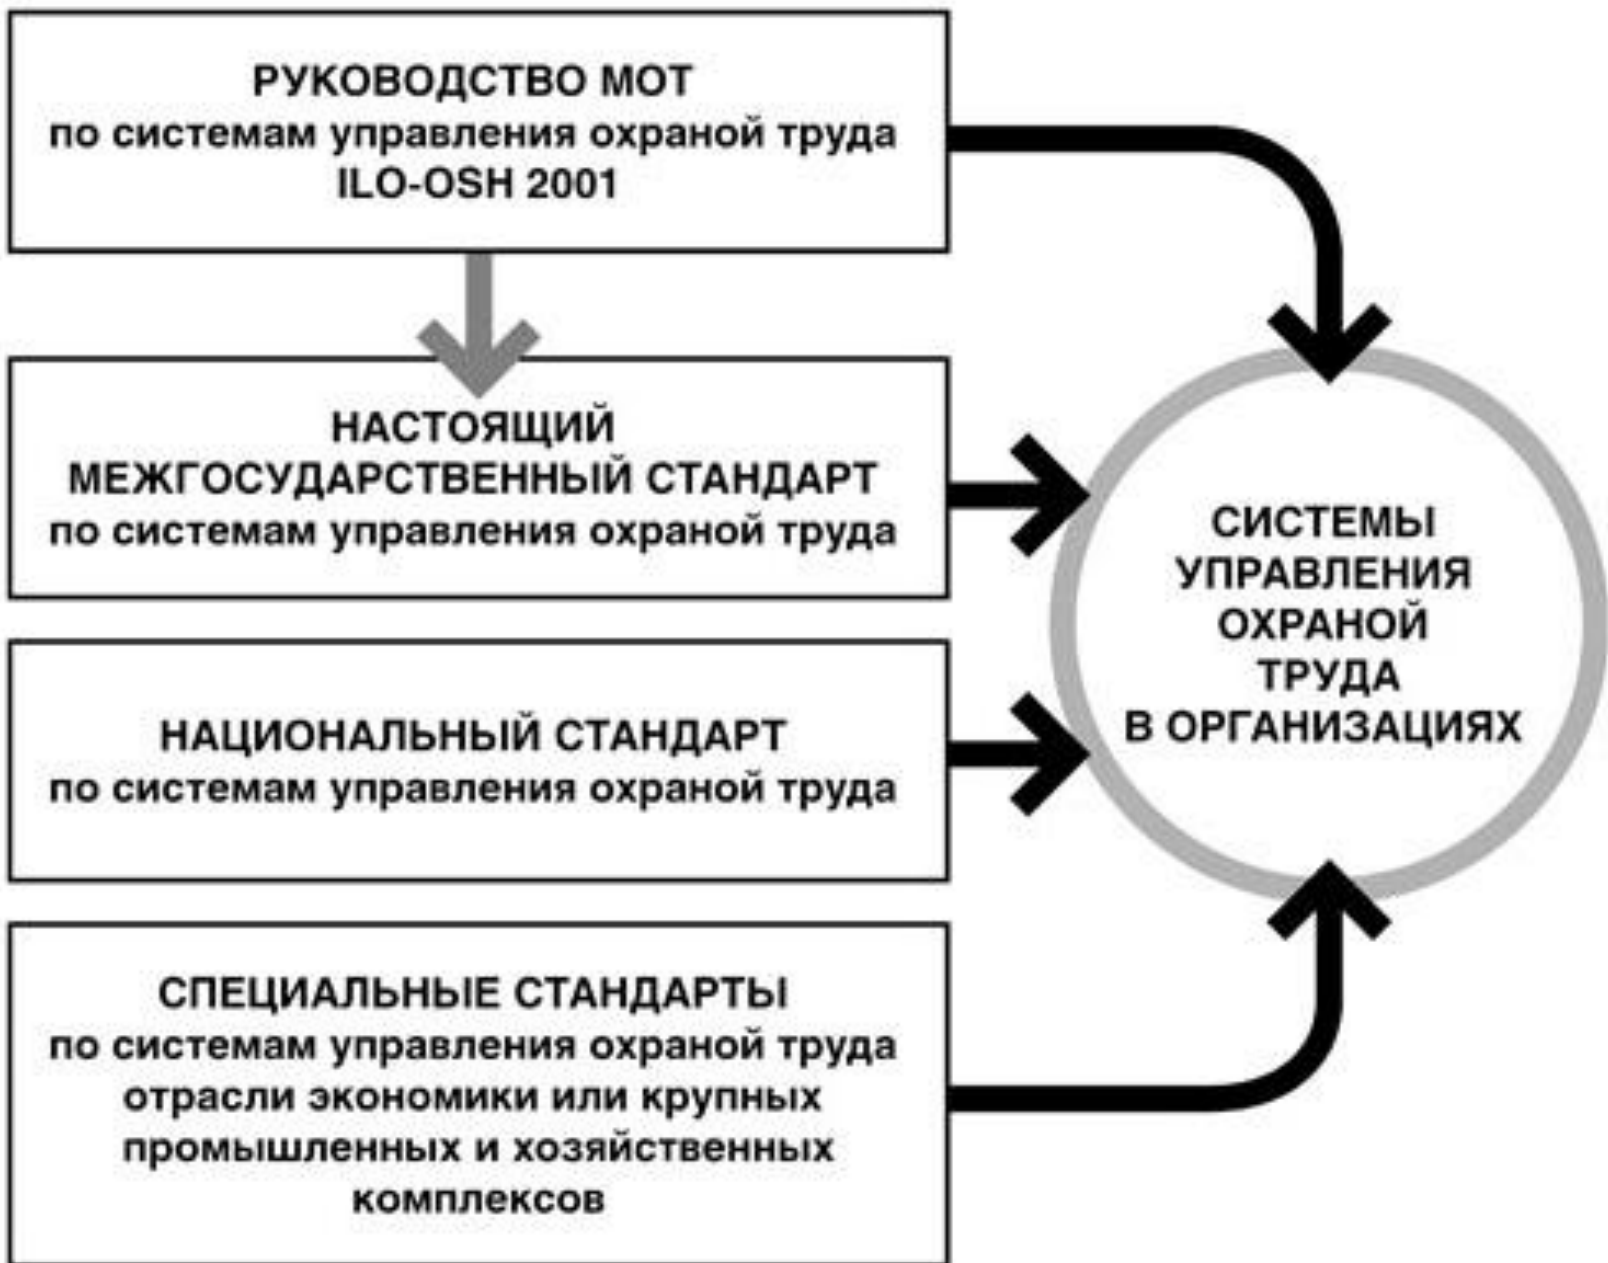 РУКОВОДСТВО МОТ
по системам управления охраной труда
ILO-OSH 2001
НАСТОЯЩИЙ
МЕЖГОСУДАРСТВЕННЫЙ СТАНДАРТ
по системам управления охраной труда
НАЦИОНАЛЬНЫЙ СТАНДАРТ
по системам управления охраной труда
СПЕЦИАЛЬНЫЕ СТАНДАРТЫ
по системам управления охраной труда
отрасли экономики или крупных
промышленных и хозяйственных
комплексов
СИСТЕМЫ
УПРАВЛЕНИЯ
ОХРАНОЙ
ТРУДА
В ОРГАНИЗАЦИЯХ